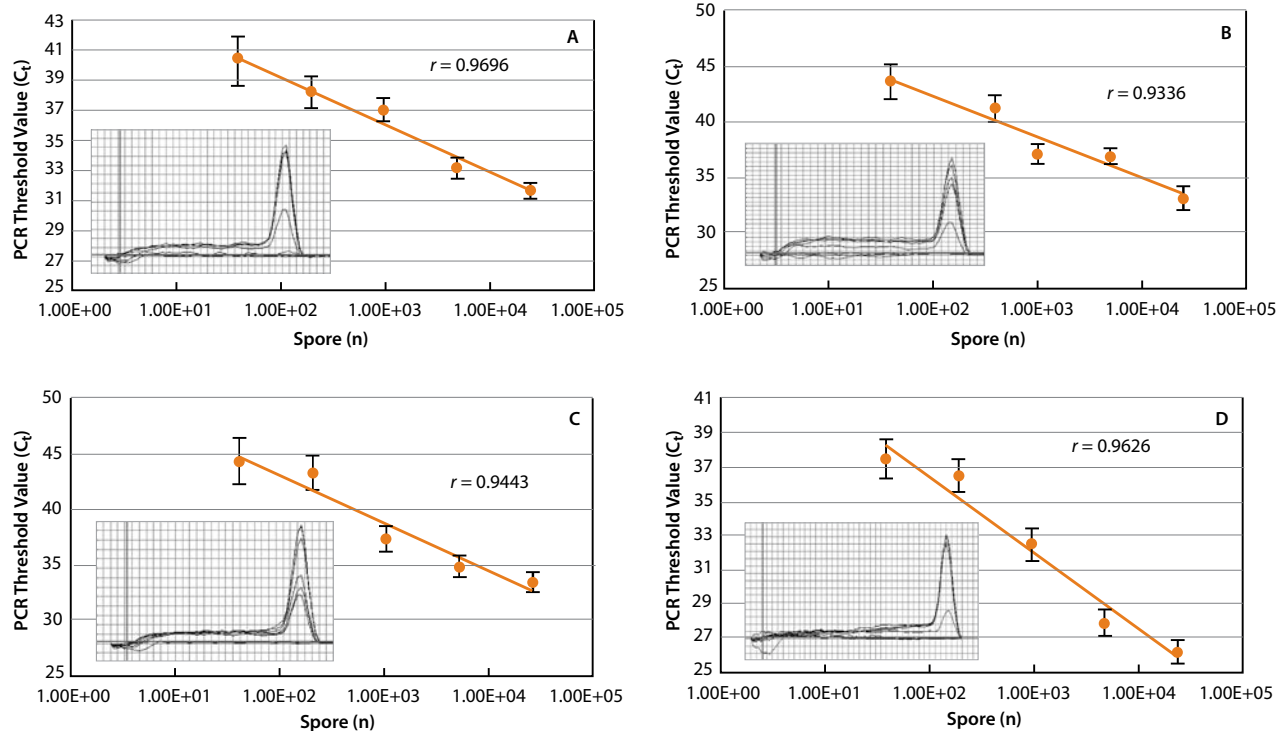 A
r = 0.9696
PCR Threshold Value (Ct)
43
41
39
37
35
33
31
29
27
25
1.00E+00 1.00E+01 1.00E+02 1.00E+03 1.00E+04 1.00E+05
Spore (n)
B
r = 0.9336
PCR Threshold Value (Ct)
50
45
40
35
30
25
1.00E+00 1.00E+01 1.00E+02 1.00E+03 1.00E+04 1.00E+05
Spore (n)
C
r = 0.9443
PCR Threshold Value (Ct)
50
45
40
35
30
25
1.00E+00 1.00E+01 1.00E+02 1.00E+03 1.00E+04 1.00E+05
Spore (n)
D
r = 0.9626
PCR Threshold Value (Ct)
41
39
37
35
33
31
29
27
25
1.00E+00 1.00E+01 1.00E+02 1.00E+03 1.00E+04 1.00E+05
Spore (n)